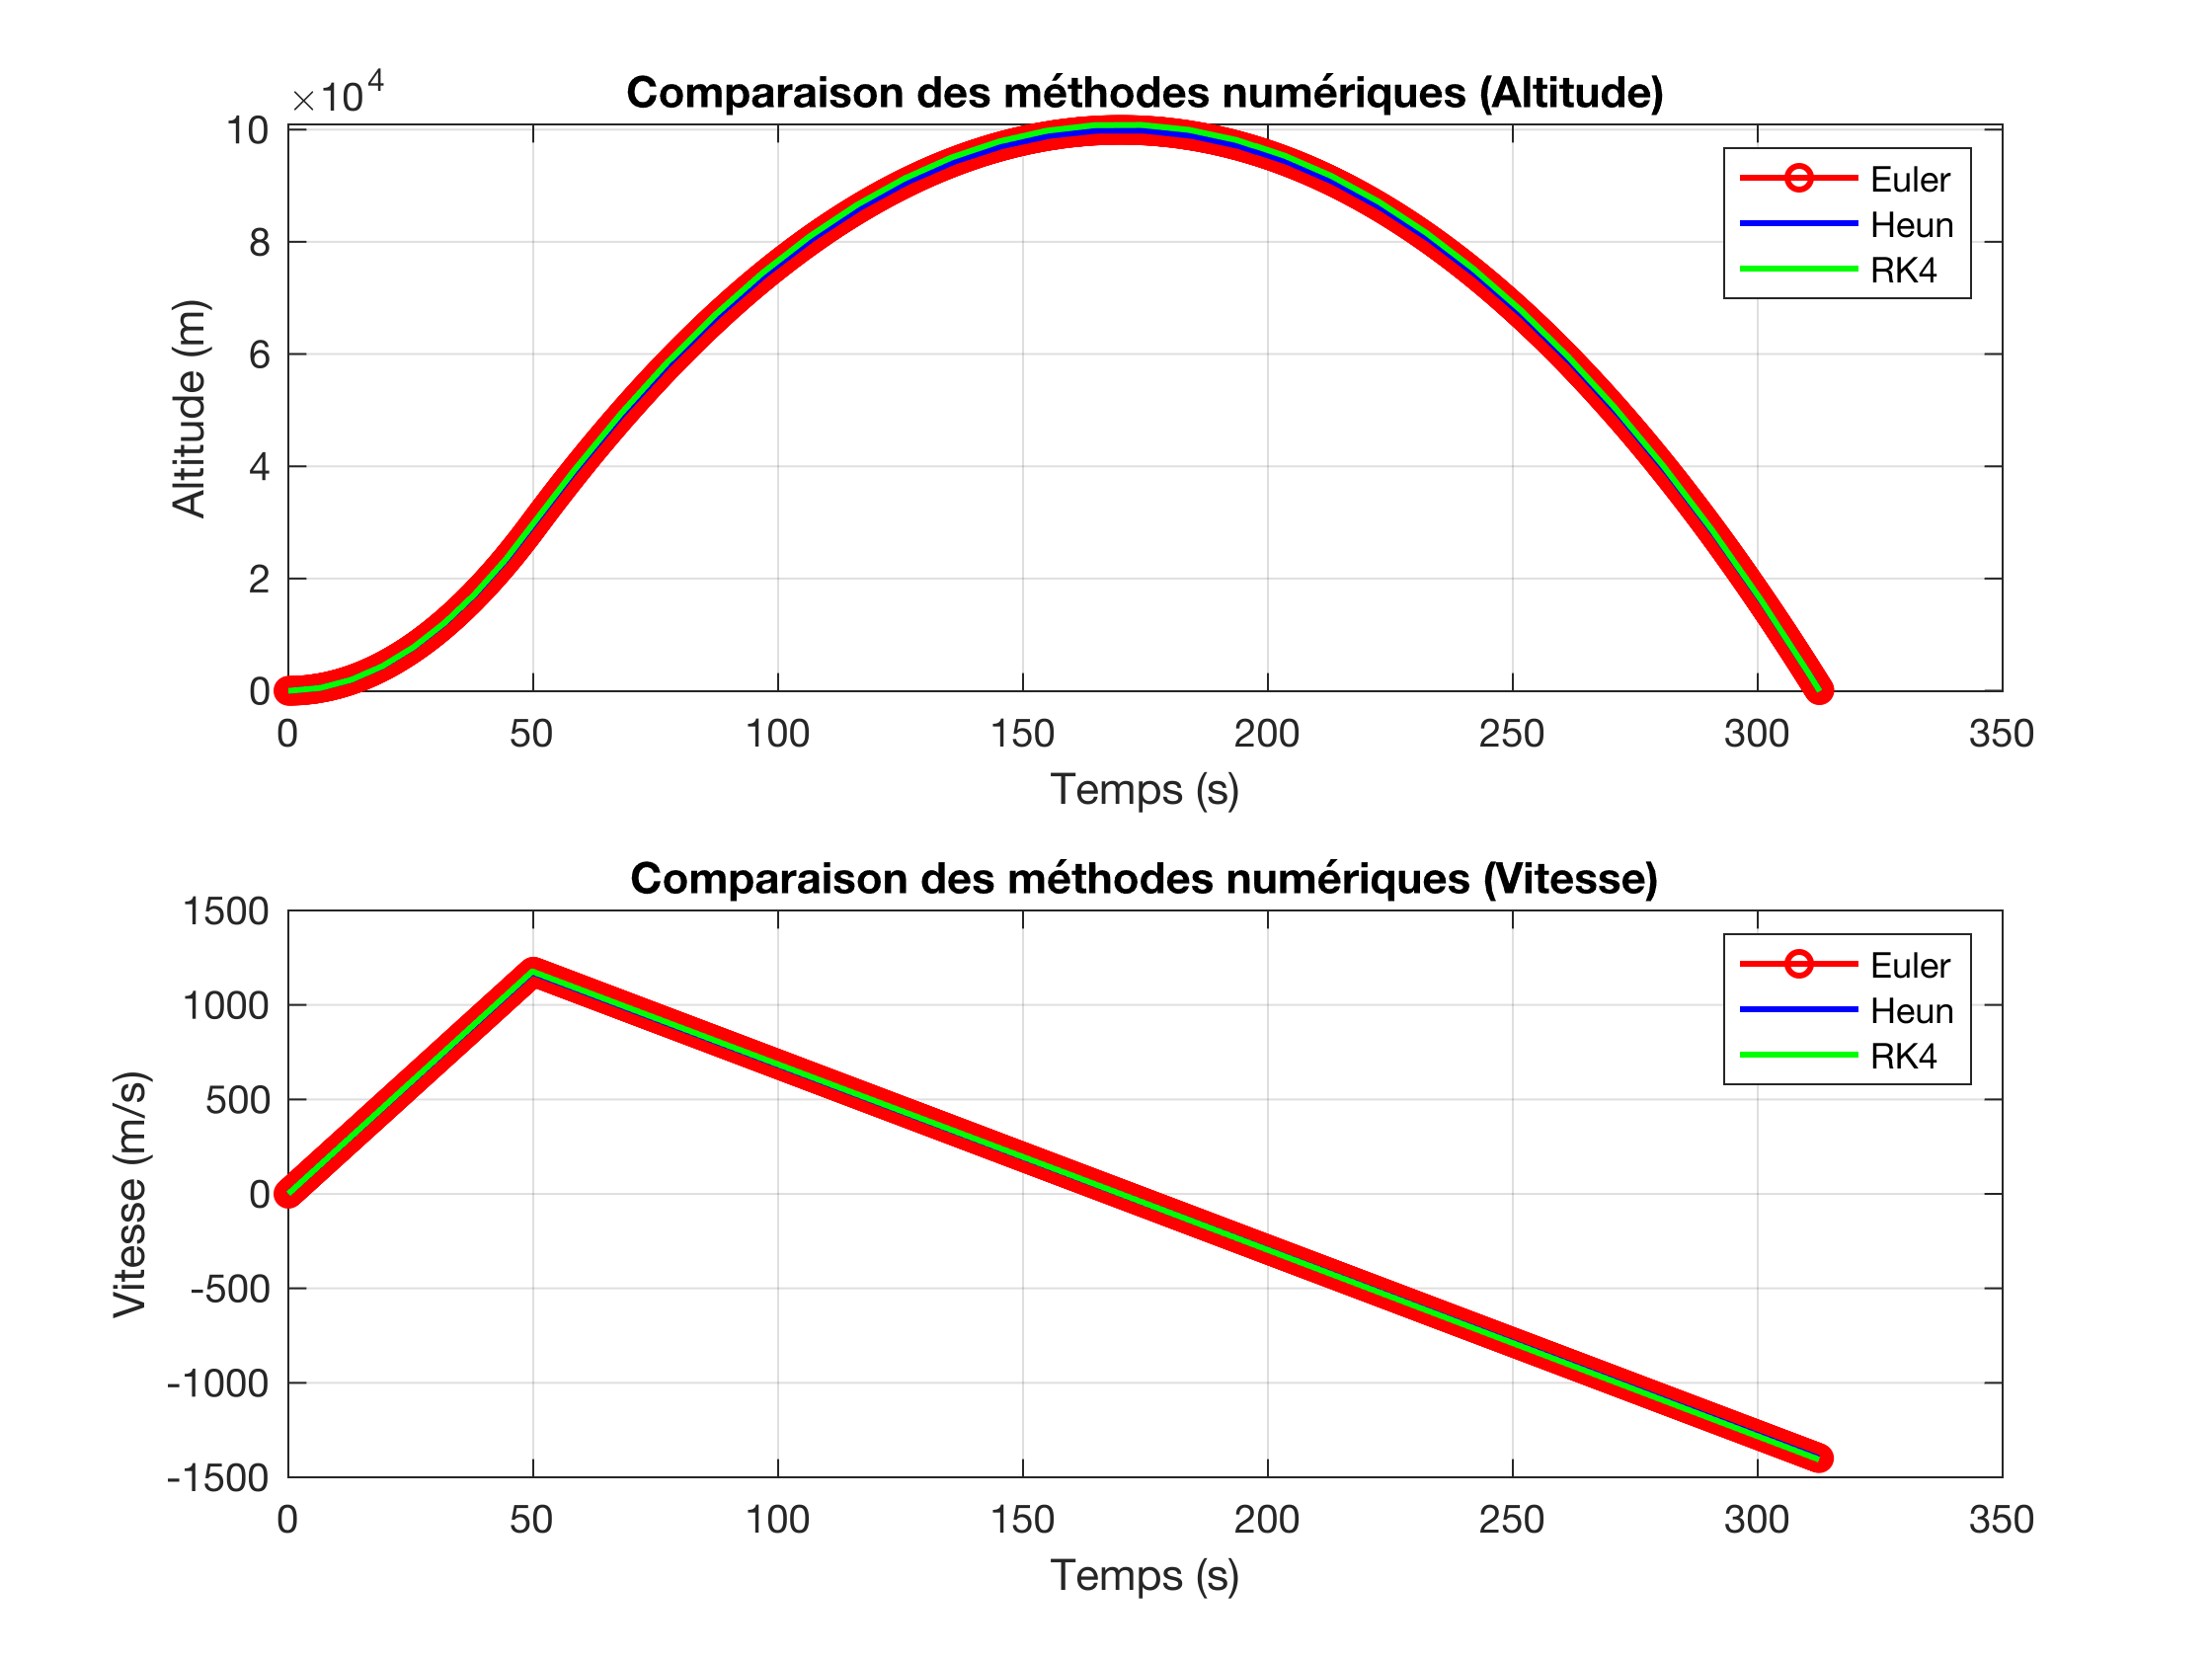 ×10⁴
Comparaison des méthodes numériques (Altitude)
10
8
6
4
2
0
Altitude (m)
Euler
Heun
RK4
0 50 100 150 200 250 300 350
Temps (s)
Comparaison des méthodes numériques (Vitesse)
1500
1000
500
0
-500
-1000
-1500
Vitesse (m/s)
Euler
Heun
RK4
0 50 100 150 200 250 300 350
Temps (s)